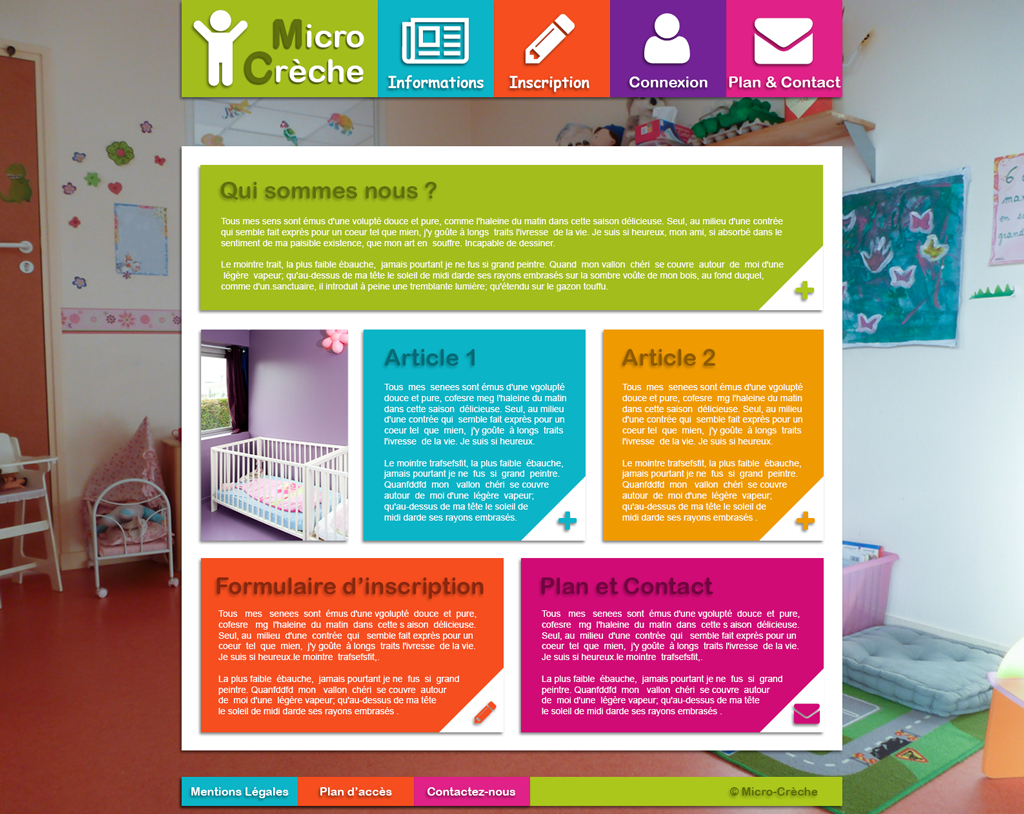 Micro
Crèche
Informations
Inscription
Connexion
Plan & Contact
Qui sommes nous ?
Tous mes sens sont émus d'une volupté douce et pure, comme l'haleine du matin dans cette saison délicieuse. Seul, au milieu d'une contrée
qui semble fait exprès pour un coeur tel que mien, j'y goûte à longs traits l'ivresse de la vie. Je suis si heureux, mon ami, si absorbé dans le
sentiment de ma paisible existence, que mon art en souffre. Incapable de dessiner.
Le mointre trait, la plus faible ébauche, jamais pourtant je ne fus si grand peintre. Quand mon vallon chéri se couvre autour de moi d'une
légère vapeur; qu'au-dessus de ma tête le soleil de midi darde ses rayons embrasés sur la sombre voûte de mon bois, au fond duquel,
comme d'un.sanctuaire, il introduit à peine une tremblante lumière; qu'étendu sur le gazon touffu.
Article 1
Tous mes senees sont émus d'une vgolupté
douce et pur, cofesre meg l'haleine du matin
dans cette saison délicieuse. Seul, au milieu
d'une contrée qui semble fait exprès pour un
coeur tel que mien, j'y goûte à longs traits
l'ivresse de la vie. Je suis si heureux.
Le mointre trafsefsfit, la plus faible ébauche,
jamais pourtant je ne fus si grand peintre.
Quanfddfd mon vallon chéri se couvre
autour de moi d'une légère vapeur;
qu'au-dessus de ma tête le soleil de
midi darde ses rayons embrasés.
Article 2
Tous mes senees sont émus d'une vgolupté
douce et pur, cofesre mg l'haleine du matin
dans cette saison délicieuse. Seul, au milieu
d'une contrée qui semble fait exprès pour un
coeur tel que mien, j'y goûte à longs traits
l'ivresse de la vie. Je suis si heureux.
Le mointre trafsefsfit, la plus faible ébauche,
jamais pourtant je ne fus si grand peintre.
Quanfddfd mon vallon chéri se couvre
autour de moi d'une légère vapeur;
qu'au-dessus de ma tête le soleil de
midi darde ses rayons embrasés .
Formulaire d'inscription
Tous mes senees sont émus d'une vgolupté douce et pure,
cofesre mg l'haleine du matin dans cette s aison délicieuse.
Seul, au milieu d'une contrée qui semble fait exprès pour un
coeur tel que mien, j'y goûte à longs traits l'ivresse de la vie.
Je suis si heureux.le mointre trafsefsfit,.
La plus faible ébauche, jamais pourtant je ne fus si grand
peintre. Quanfddfd mon vallon chéri se couvre autour
de moi d'une légère vapeur; qu'au-dessus de ma tête
le soleil de midi darde ses rayons embrasés .
Plan et Contact
Tous mes senees sont émus d'une vgolupté douce et pure,
cofesre mg l'haleine du matin dans cette s aison délicieuse.
Seul, au milieu d'une contrée qui semble fait exprès pour un
coeur tel que mien, j'y goûte à longs traits l'ivresse de la vie.
Je suis si heureux.le mointre trafsefsfit,.
La plus faible ébauche, jamais pourtant je ne fus si grand
peintre. Quanfddfd mon vallon chéri se couvre autour
de moi d'une légère vapeur; qu'au-dessus de ma tête
le soleil de midi darde ses rayons embrasés .
Mentions Légales
Plan d'accès
Contactez-nous
© Micro-Crèche